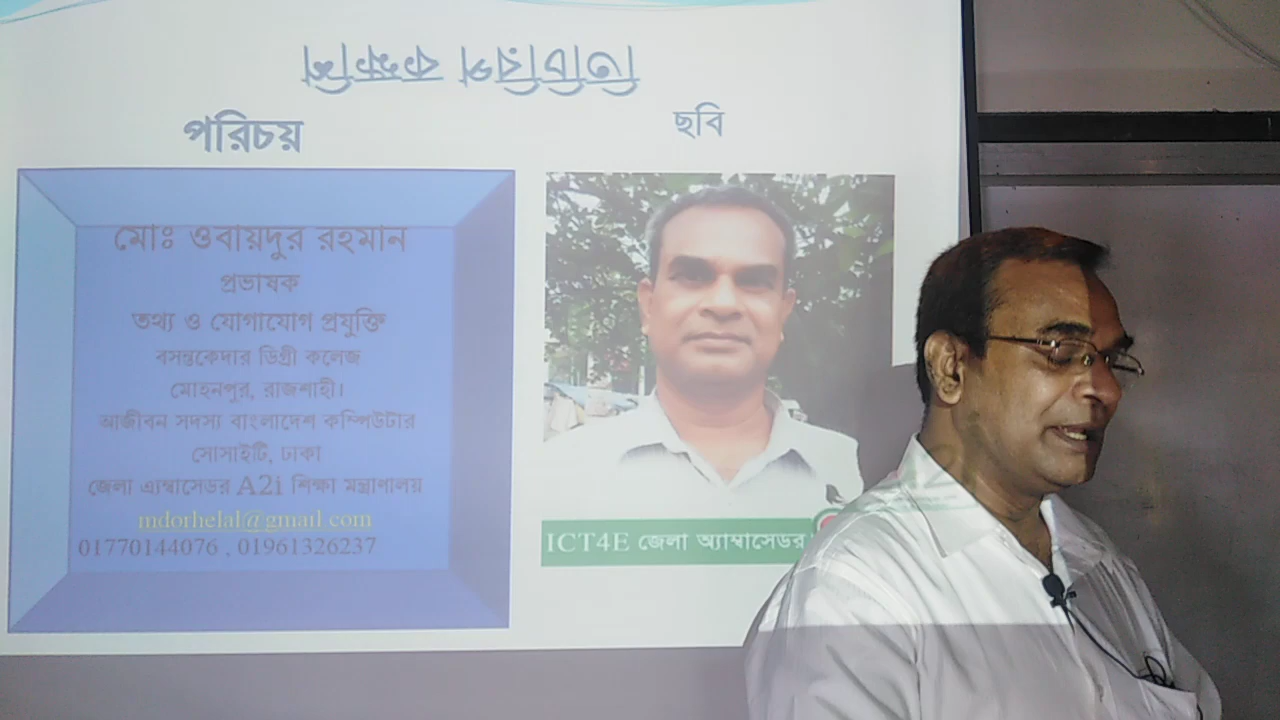 শিক্ষক পরিচিতি
পরিচয়
মোঃ ওবায়দুর রহমান
প্রভাষক
তথ্য ও যোগাযোগ প্রযুক্তি
বসন্তকেদার ডিগ্রী কলেজ
মোহনপুর, রাজশাহী।
আজীবন সদস্য বাংলাদেশ কম্পিউটার
সোসাইটি, ঢাকা
জেলা এ্যাম্বাসেডর A2i শিক্ষা মন্ত্রাণালয়
mdorhelal@gmail.com
01770144076 , 01961326237
ছবি
ICT4E জেলা অ্যাম্বাসেডর